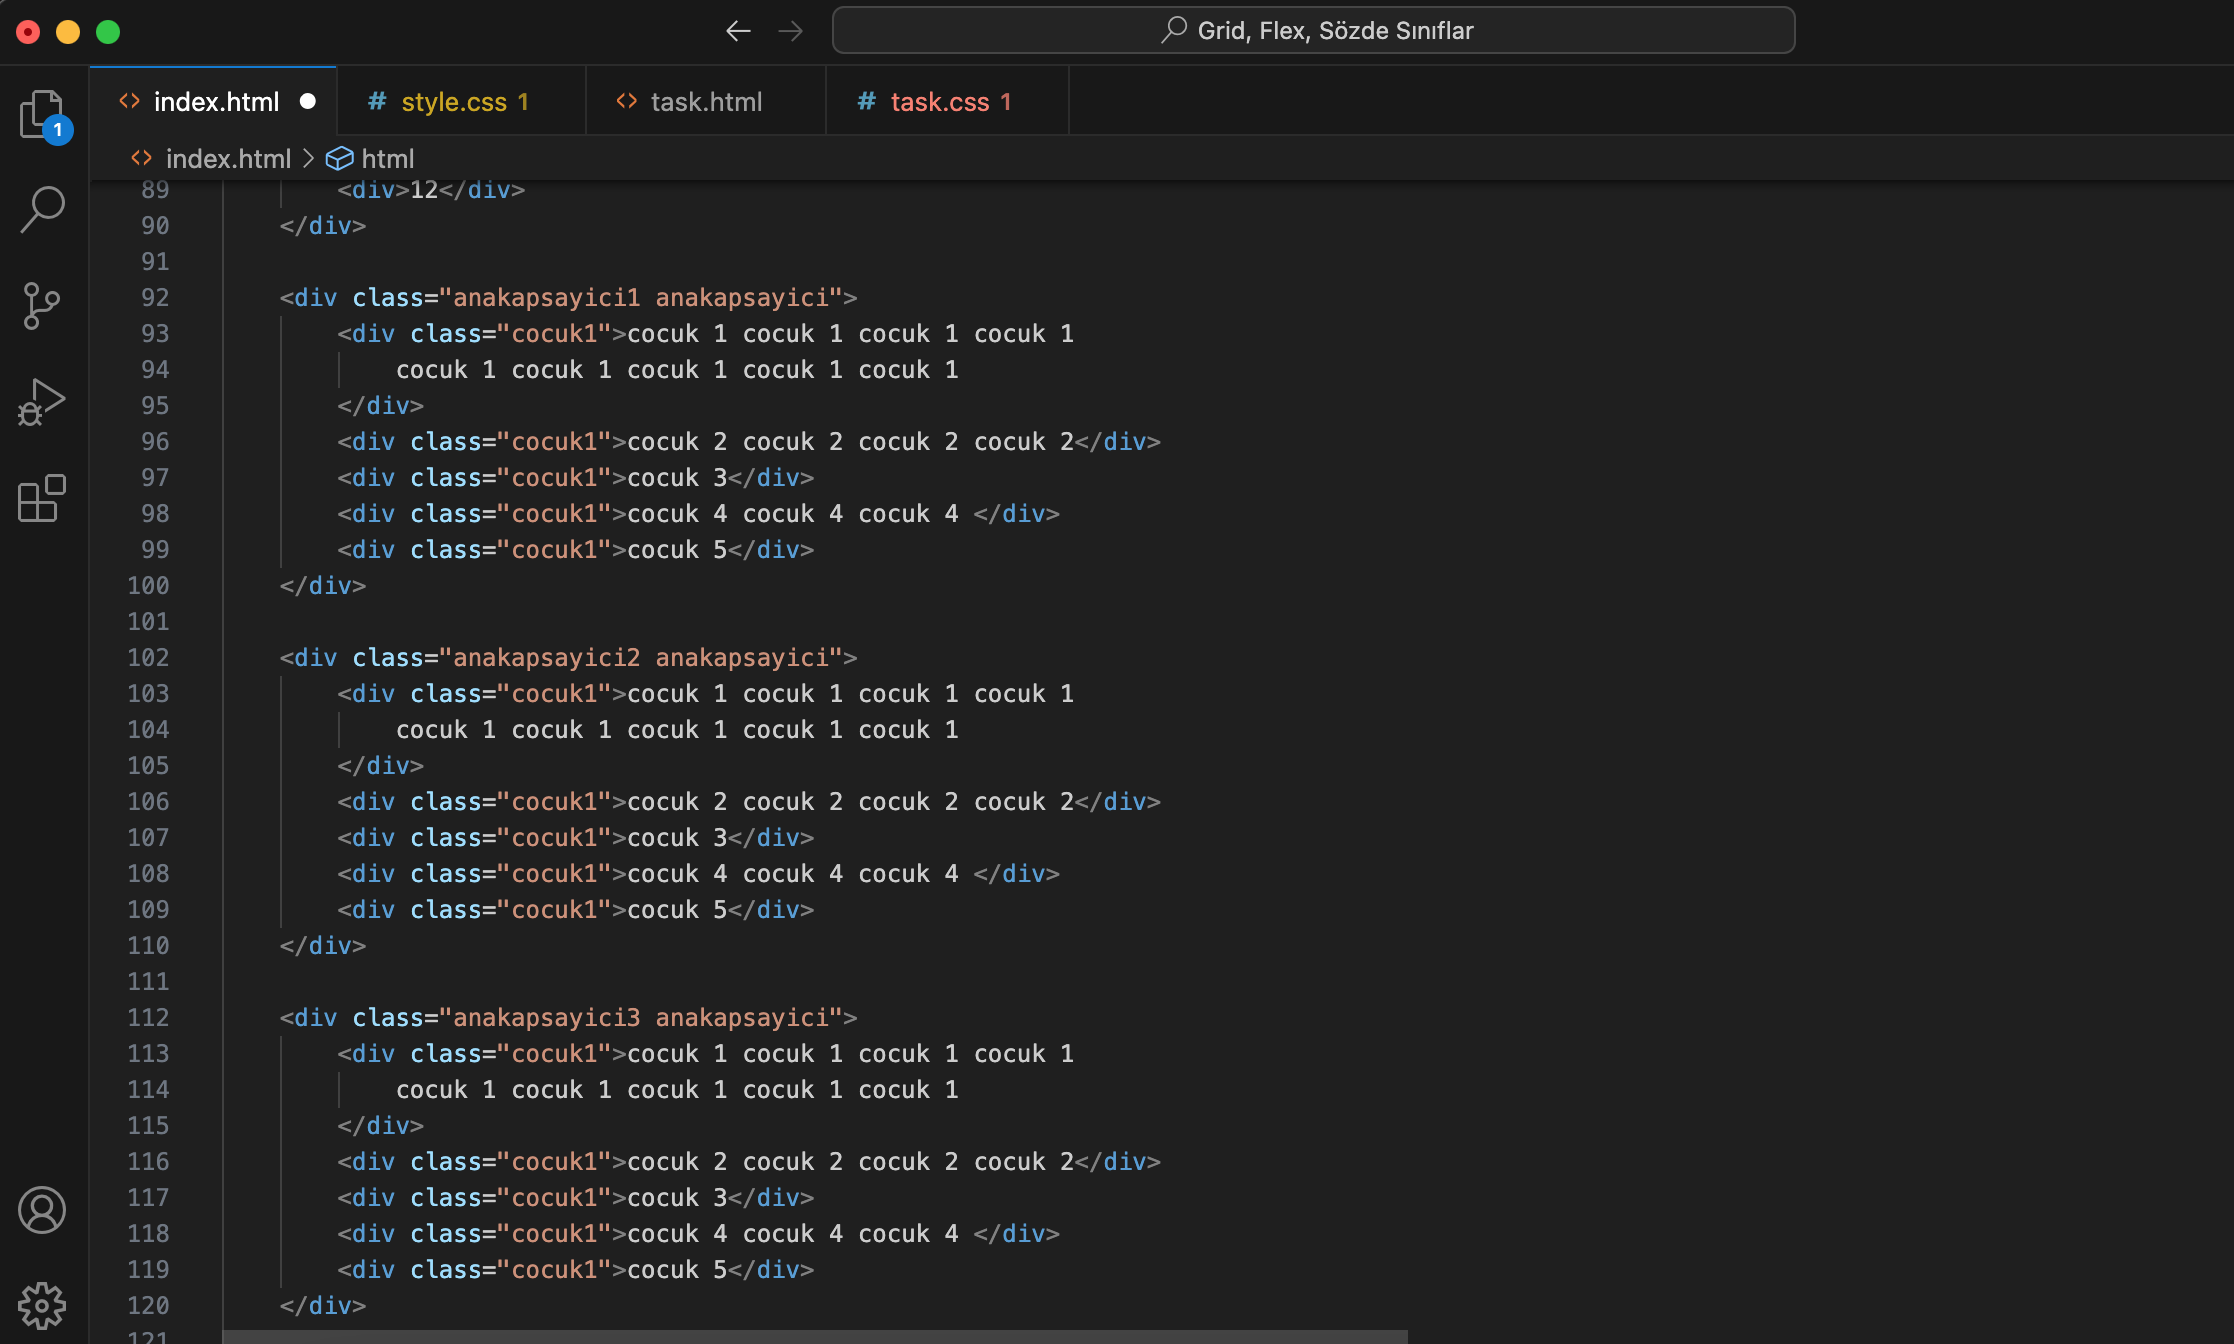 Grid, Flex, Sözde Sınıflar
index.html
# style.css 1
task.html
# task.css 1
1
index.html > html
89 <div>12</div>
90 </div>
91
92 <div class="anakapsayici1 anakapsayici">
93 <div class="cocuk1">cocuk 1 cocuk 1 cocuk 1 cocuk 1
94 cocuk 1 cocuk 1 cocuk 1 cocuk 1 cocuk 1
95 </div>
96 <div class="cocuk1">cocuk 2 cocuk 2 cocuk 2 cocuk 2</div>
97 <div class="cocuk1">cocuk 3</div>
98 <div class="cocuk1">cocuk 4 cocuk 4 cocuk 4 </div>
99 <div class="cocuk1">cocuk 5</div>
100 </div>
101
102 <div class="anakapsayici2 anakapsayici">
103 <div class="cocuk1">cocuk 1 cocuk 1 cocuk 1 cocuk 1
104 cocuk 1 cocuk 1 cocuk 1 cocuk 1 cocuk 1
105 </div>
106 <div class="cocuk1">cocuk 2 cocuk 2 cocuk 2 cocuk 2</div>
107 <div class="cocuk1">cocuk 3</div>
108 <div class="cocuk1">cocuk 4 cocuk 4 cocuk 4 </div>
109 <div class="cocuk1">cocuk 5</div>
110 </div>
111
112 <div class="anakapsayici3 anakapsayici">
113 <div class="cocuk1">cocuk 1 cocuk 1 cocuk 1 cocuk 1
114 cocuk 1 cocuk 1 cocuk 1 cocuk 1 cocuk 1
115 </div>
116 <div class="cocuk1">cocuk 2 cocuk 2 cocuk 2 cocuk 2</div>
117 <div class="cocuk1">cocuk 3</div>
118 <div class="cocuk1">cocuk 4 cocuk 4 cocuk 4 </div>
119 <div class="cocuk1">cocuk 5</div>
120 </div>
121